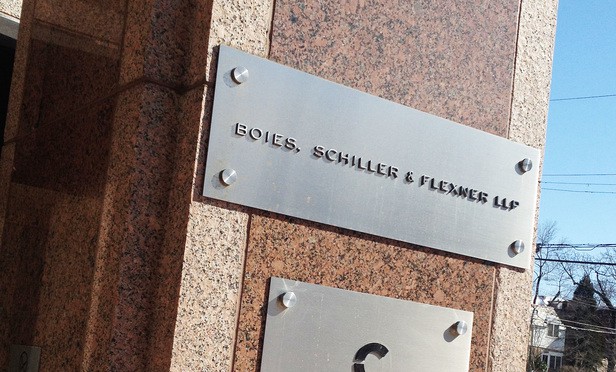 BOIES, SCHILLER & FLEXNER LLP